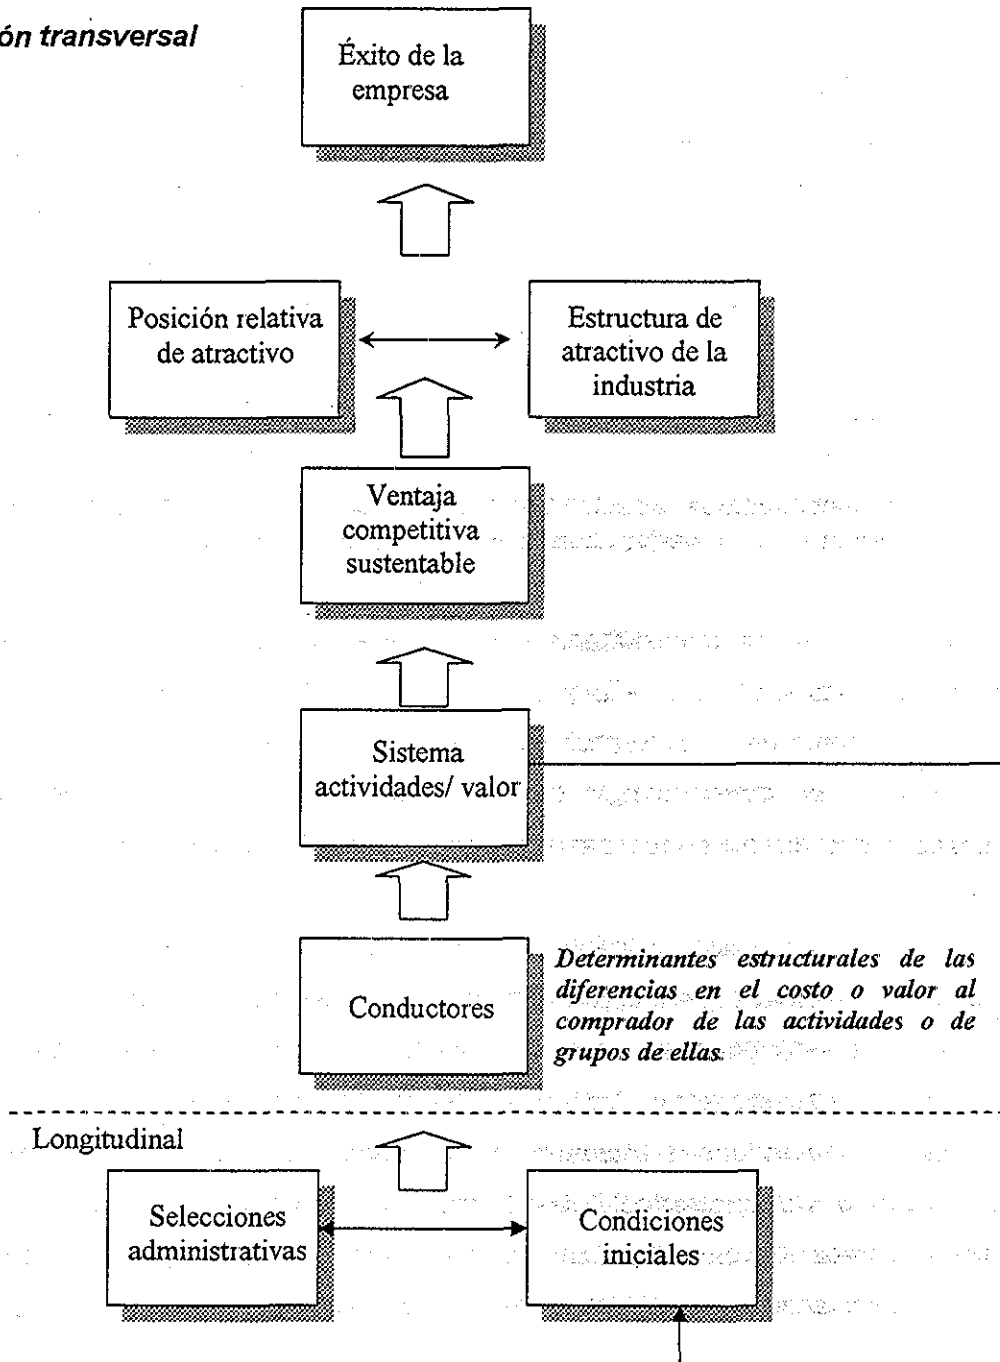 ón transversal
Éxito de la
empresa
Posición relativa
de atractivo
Estructura de
atractivo de la
industria
Ventaja
competitiva
sustentable
Sistema
actividades/ valor
Conductores
Determinantes estructurales de las
diferencias en el costo o valor al
comprador de las actividades o de
grupos de ellas.
Longitudinal
Selecciones
administrativas
Condiciones
iniciales